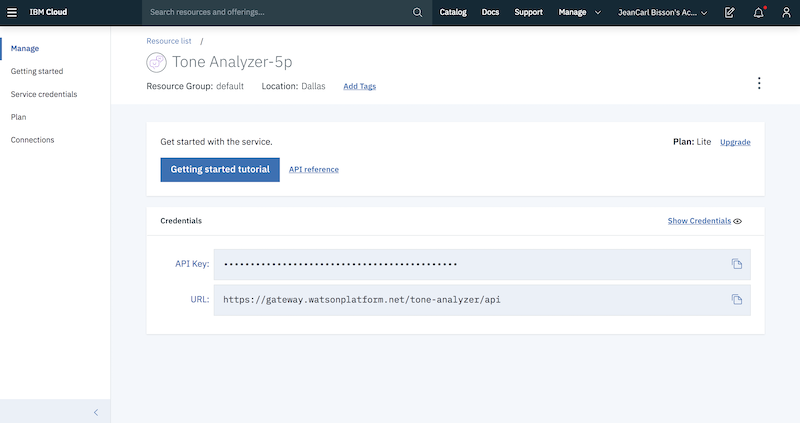 IBM Cloud
Search resources and offerings...
Catalog
Docs
Support
Manage
JeanCarl Bisson's Ac...
Manage
Getting started
Service credentials
Plan
Connections
Resource list /
Tone Analyzer-5p
Resource Group: default Location: Dallas Add Tags
Get started with the service.
Plan: Lite Upgrade
Getting started tutorial API reference
Credentials
Show Credentials
API Key: ••••••••••••••••••••••••••••••••••••••••••••
URL: https://gateway.watsonplatform.net/tone-analyzer/api